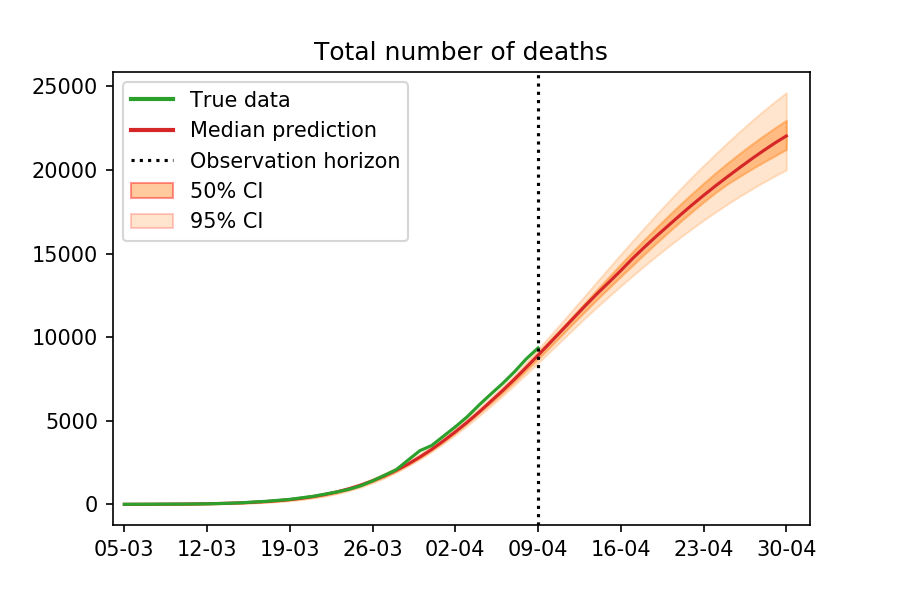 Total number of deaths
25000
20000
15000
10000
5000
0
True data
Median prediction
Observation horizon
50% CI
95% CI
05-03 12-03 19-03 26-03 02-04 09-04 16-04 23-04 30-04